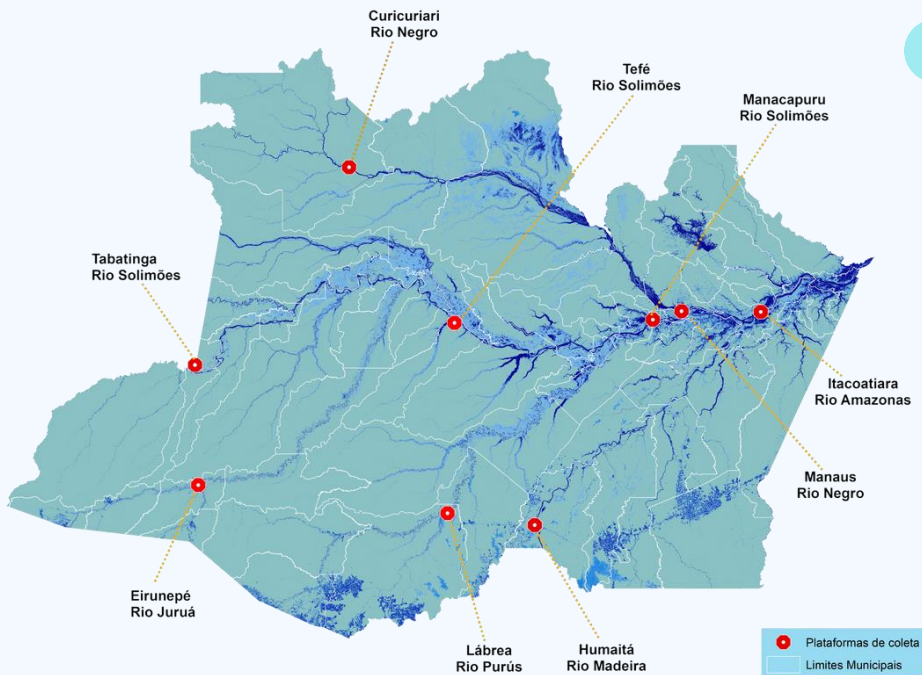 Curicuriari
Rio Negro
Tefé
Rio Solimões
Manacapuru
Rio Solimões
Tabatinga
Rio Solimões
Itacoatiara
Rio Amazonas
Manaus
Rio Negro
Eirunepé
Rio Juruá
Lábrea
Rio Purús
Humaitá
Rio Madeira
Plataformas de coleta
Limites Municipais